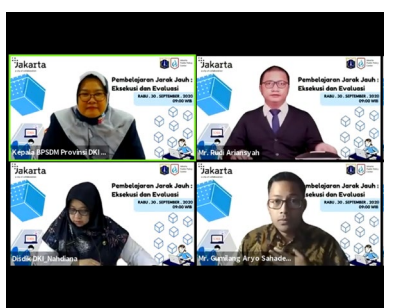 Jakarta
Pembelajaran Jarak Jauh :
Eksekusi dan Evaluasi
RABU , 30 , SEPTEMBER , 2020
09:00 WIB
Kepala BPSDM Provinsi DKI ...
Jakarta
Pembelajaran Jarak Jauh :
Eksekusi dan Evaluasi
RABU , 30 , SEPTEMBER , 2020
09:00 WIB
Mr. Rudi Ariansyah
Jakarta
Pembelajaran Jarak Jauh :
Eksekusi dan Evaluasi
RABU , 30 , SEPTEMBER , 2020
09:00 WIB
Disdik DKI_Nahdiana
Jakarta
Pembelajaran Jarak Jauh :
Eksekusi dan Evaluasi
RABU , 30 , SEPTEMBER , 2020
09:00 WIB
Mr. Gumilang Aryo Sahade...